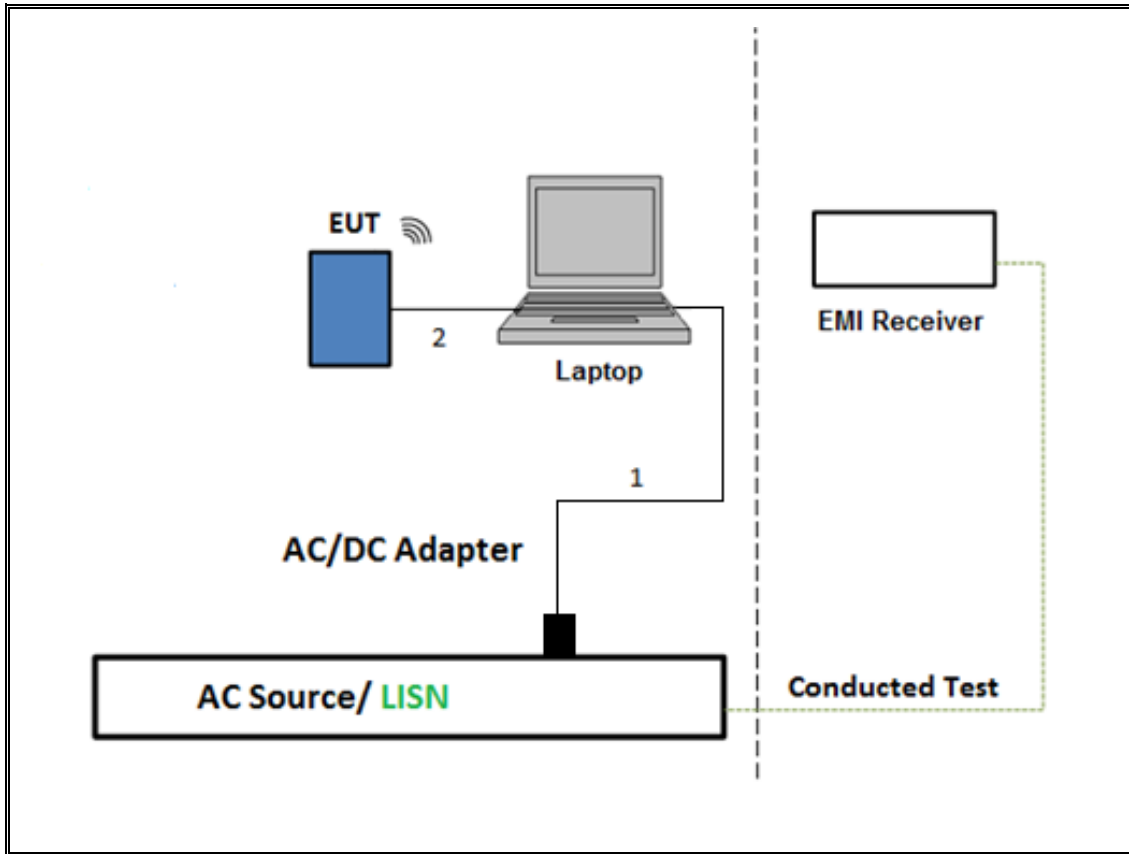 EUT
2
Laptop
EMI Receiver
1
AC/DC Adapter
AC Source/ LISN
Conducted Test